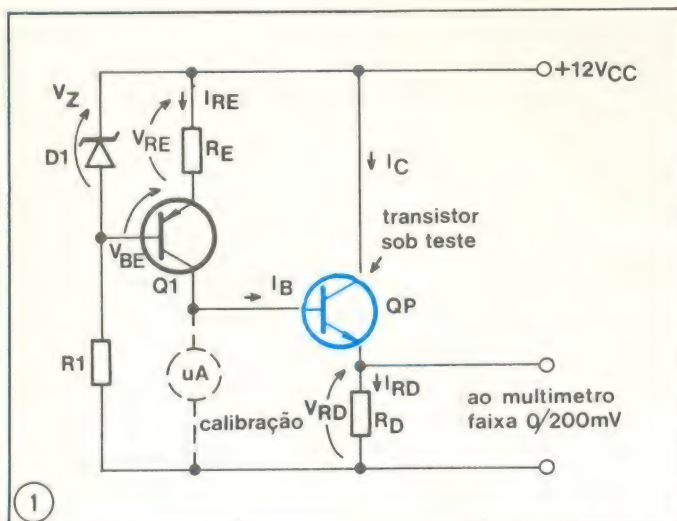 +12VCC
VZ
IRE
VRE
RE
D1
IC
transistor
sob teste
VBE
Q1
IB
QP
R1
uA
calibração
VRD
IRD
RD
ao multimetro
faixa 0/200mV
1